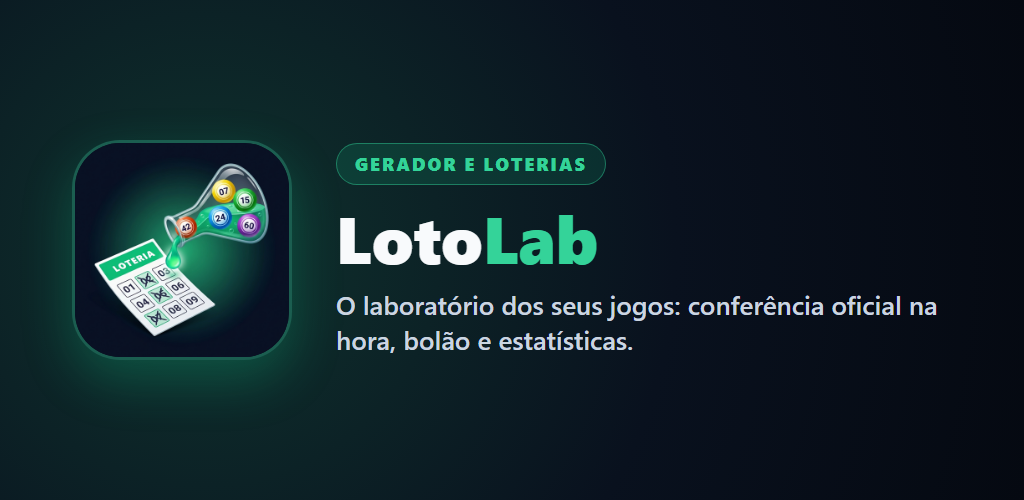 GERADOR E LOTERIAS
LotoLab
O laboratório dos seus jogos: conferência oficial na
hora, bolão e estatísticas.
07
15
24
42
60
LOTERIA
01
03
04
06
08
09